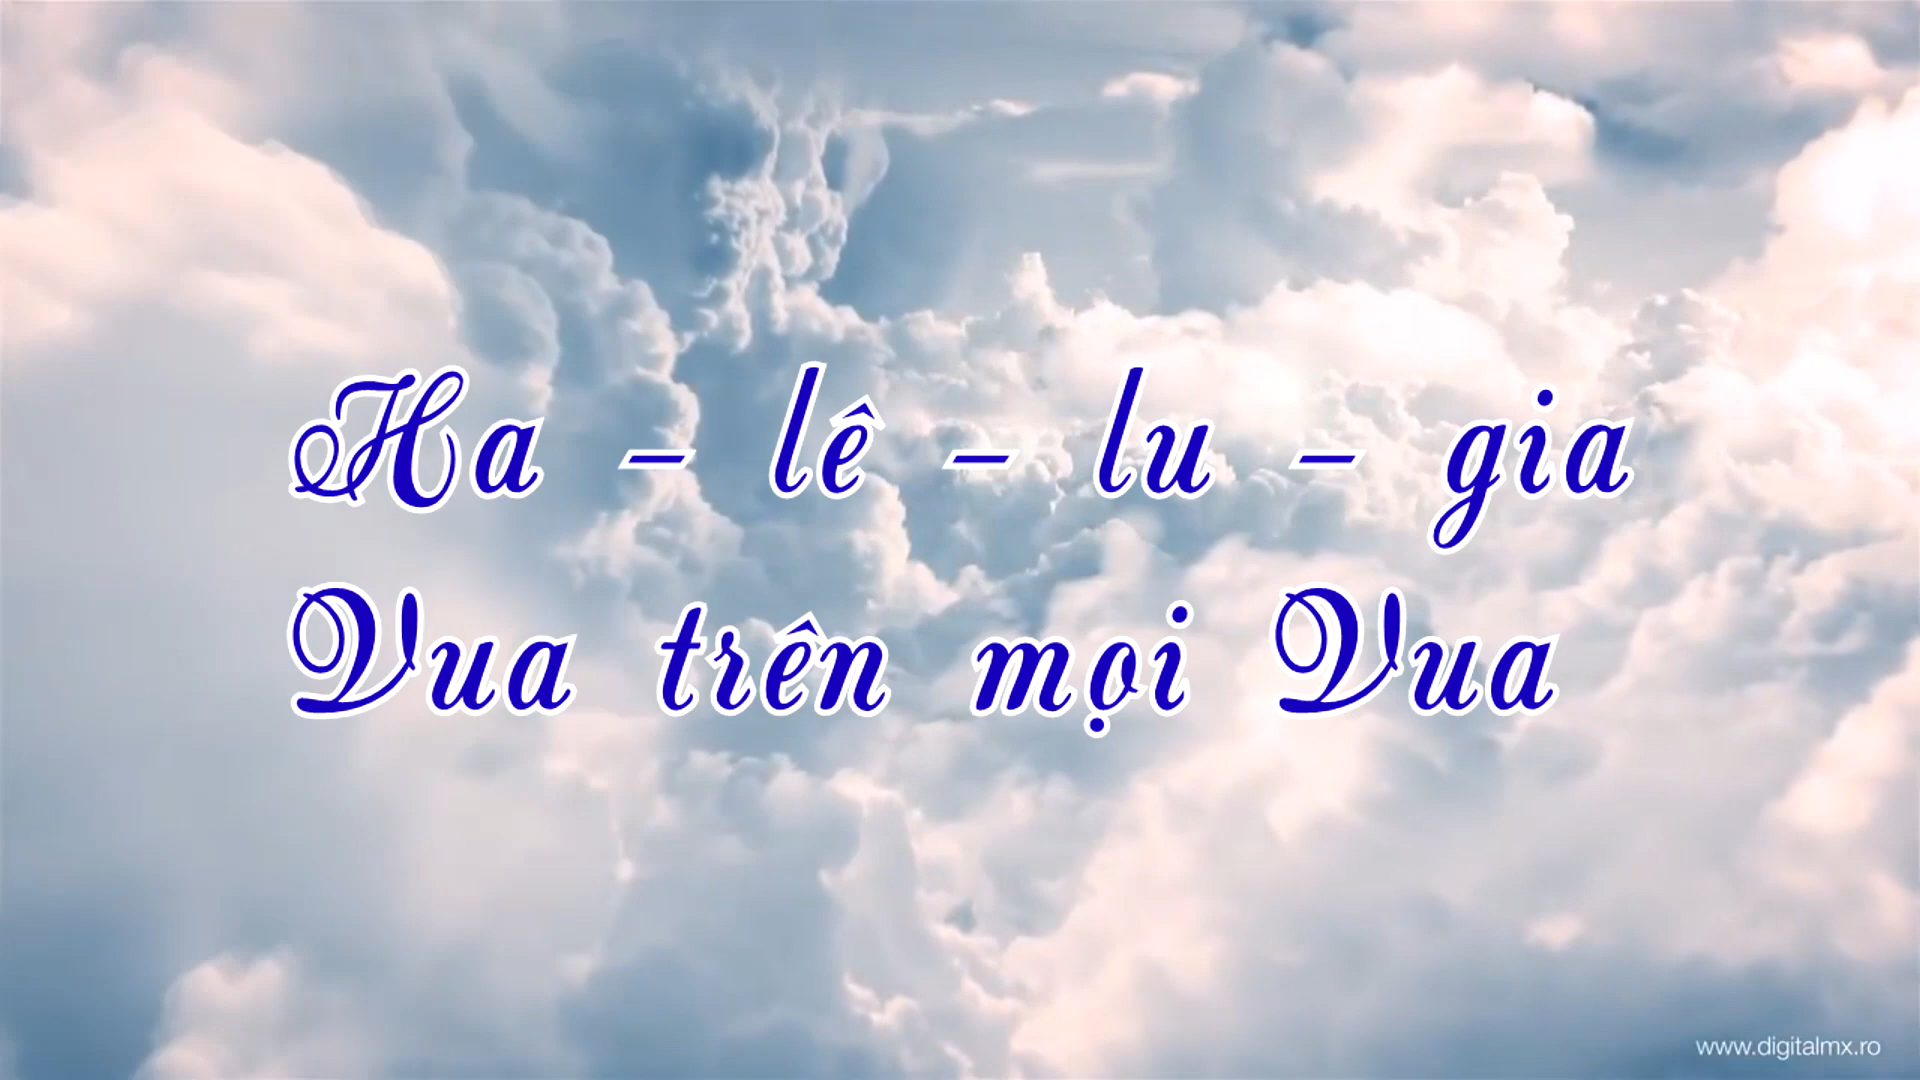 Ha - lê - lu - gia
Vua trên mọi Vua
www.digitalmx.ro